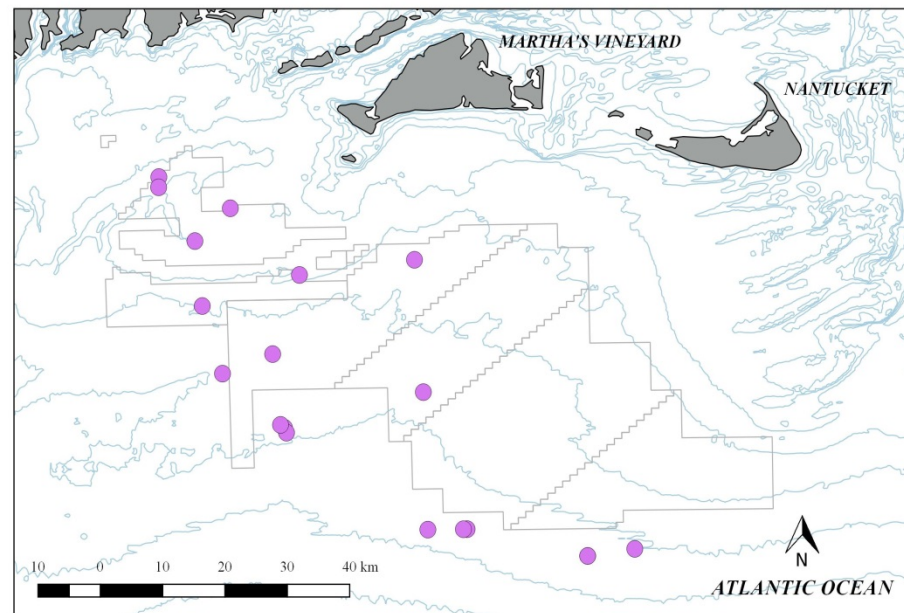 MARTHA'S VINEYARD
NANTUCKET
10 0 10 20 30 40 km
N
ATLANTIC OCEAN